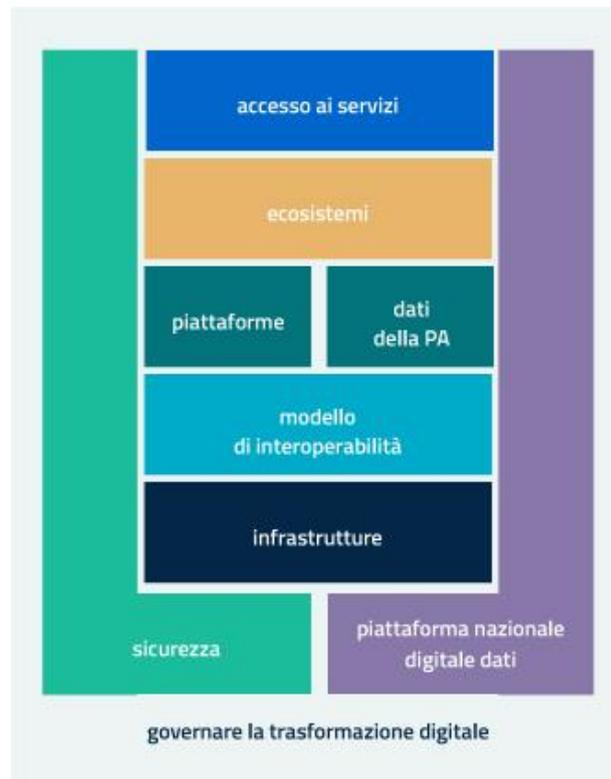 accesso ai servizi
ecosistemi
piattaforme
dati
della PA
modello
di interoperabilità
infrastrutture
sicurezza
piattaforma nazionale
digitale dati
governare la trasformazione digitale